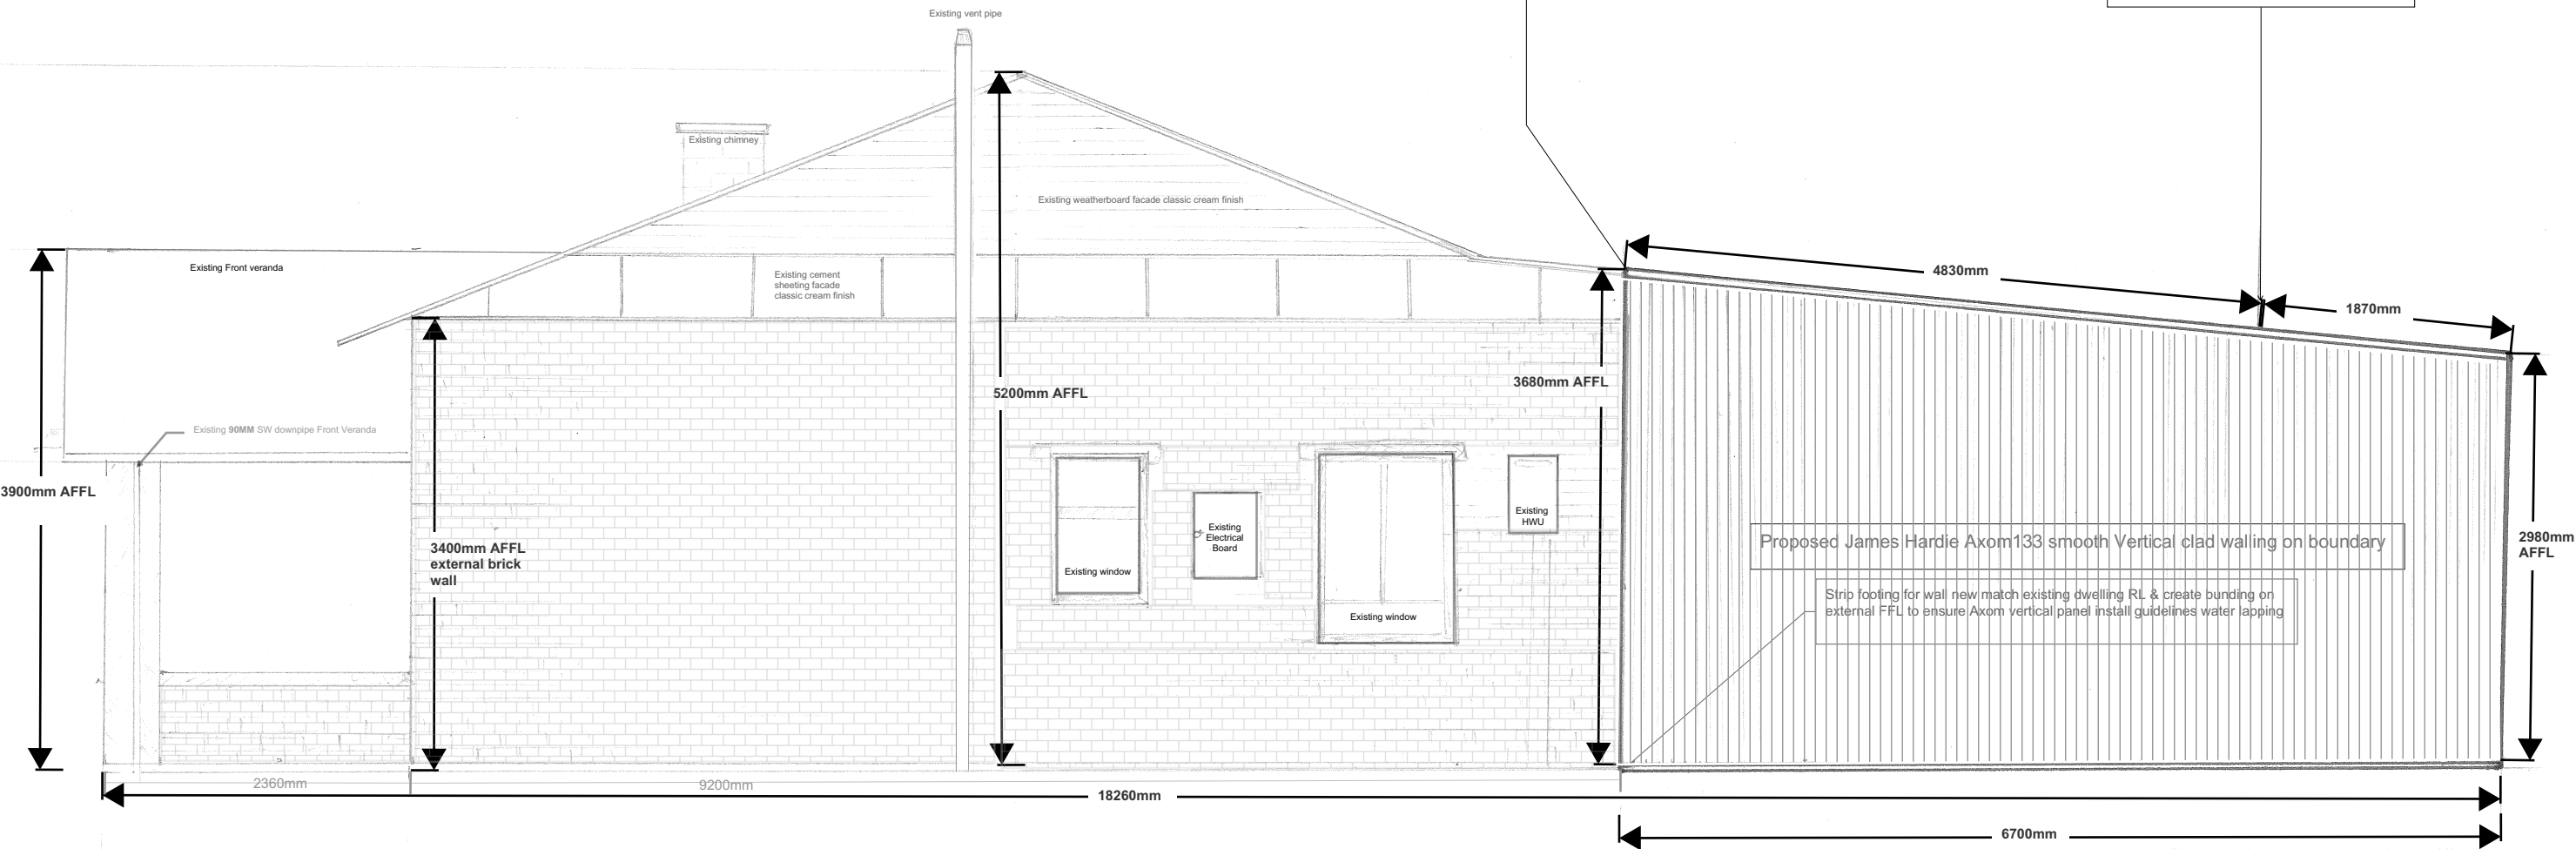 Existing vent pipe
Existing chimney
Existing weatherboard facade classic cream finish
Existing Front veranda
Existing cement
sheeting facade
classic cream finish
4830mm
1870mm
3680mm AFFL
5200mm AFFL
Existing 90MM SW downpipe Front Veranda
3900mm AFFL
3400mm AFFL
external brick
wall
Existing window
Existing
Electrical
Board
Existing window
Existing
HWU
Proposed James Hardie Axom133 smooth Vertical clad walling on boundary
2980mm
AFFL
Strip footing for wall new match existing dwelling RL & create bunding on
external FFL to ensure Axom vertical panel install guidelines water lapping
2360mm
9200mm
18260mm
6700mm